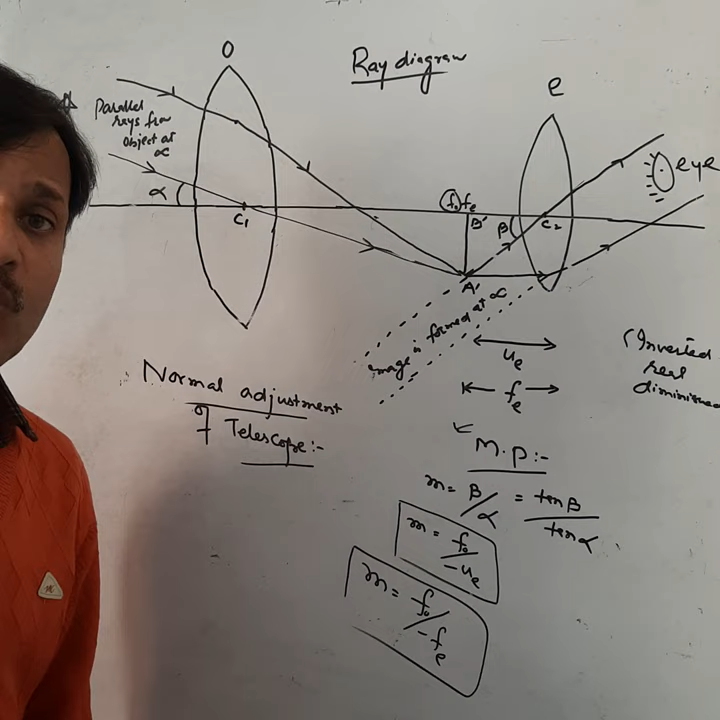 O
Ray diagram
e
Parallel
rays from
object at
∝
α
C1
fo fe
B'
β
C2
eye
A'
image is formed at ∝
ue
fe
(Inverted
real
Normal adjustment
of Telescope:-
M.P:-
m = β/α = tanβ/tanα
m = fo/-ue
m = fo/-fe